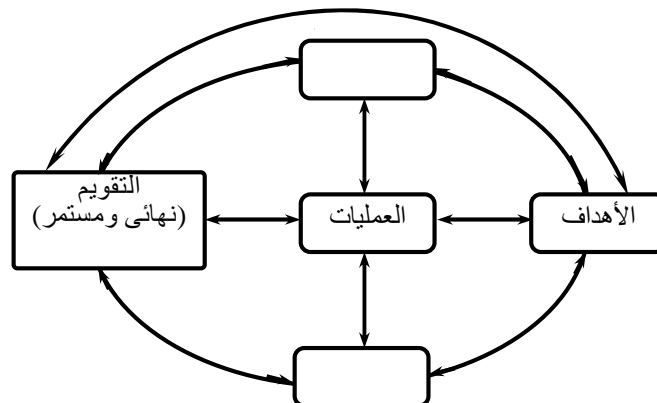 التقويم
(نهائى ومستمر)
العمليات
الأهداف